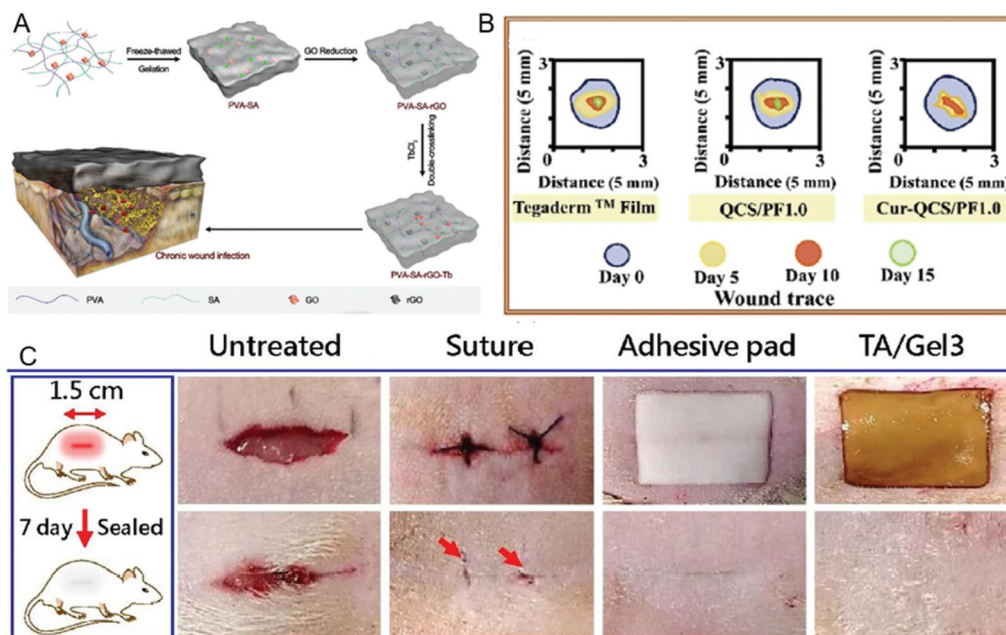 A
Freeze-thawed
Gelation
GO Reduction
PVA-SA
PVA-SA-rGO
TbCl3
Double-crosslinking
Chronic wound infection
PVA-SA-rGO-Tb
PVA
SA
GO
rGO
B
Distance (5 mm)
3
0
3
Distance (5 mm)
Tegaderm ™ Film
Distance (5 mm)
3
0
3
Distance (5 mm)
QCS/PF1.0
Distance (5 mm)
3
0
3
Distance (5 mm)
Cur-QCS/PF1.0
Day 0
Day 5
Day 10
Day 15
Wound trace
C
Untreated
Suture
Adhesive pad
TA/Gel3
1.5 cm
7 day
Sealed